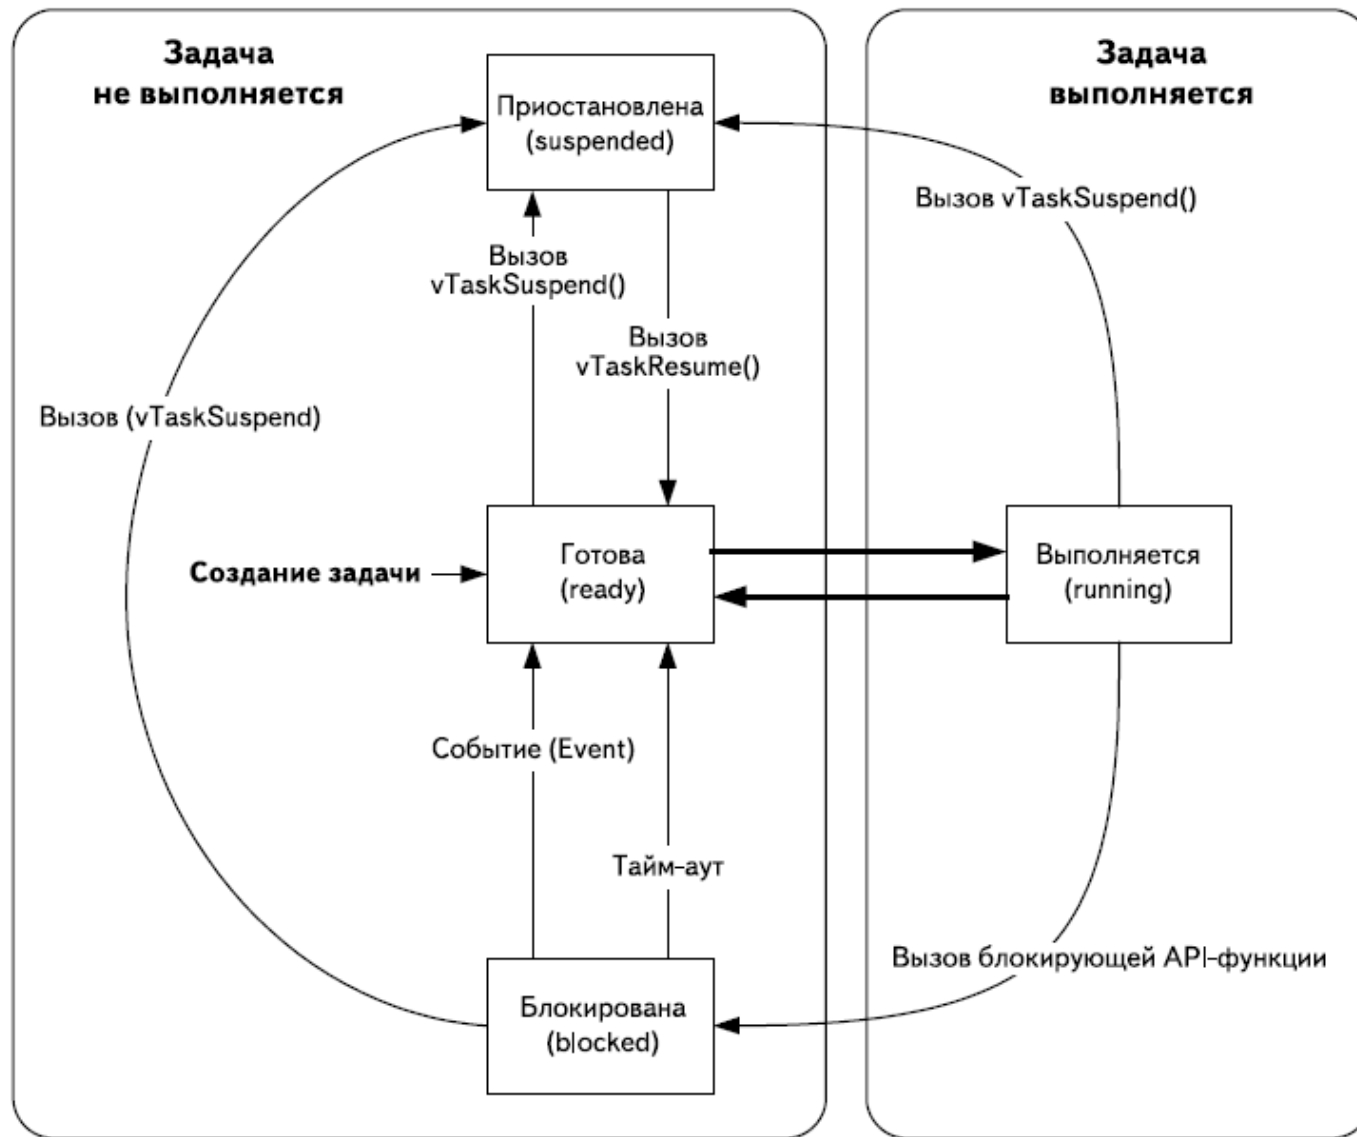 Задача
не выполняется
Задача
выполняется
Приостановлена
(suspended)
Вызов vTaskSuspend()
Вызов
vTaskSuspend()
Вызов
vTaskResume()
Вызов (vTaskSuspend)
Создание задачи
Готова
(ready)
Выполняется
(running)
Событие (Event)
Тайм-аут
Вызов блокирующей API-функции
Блокирована
(blocked)